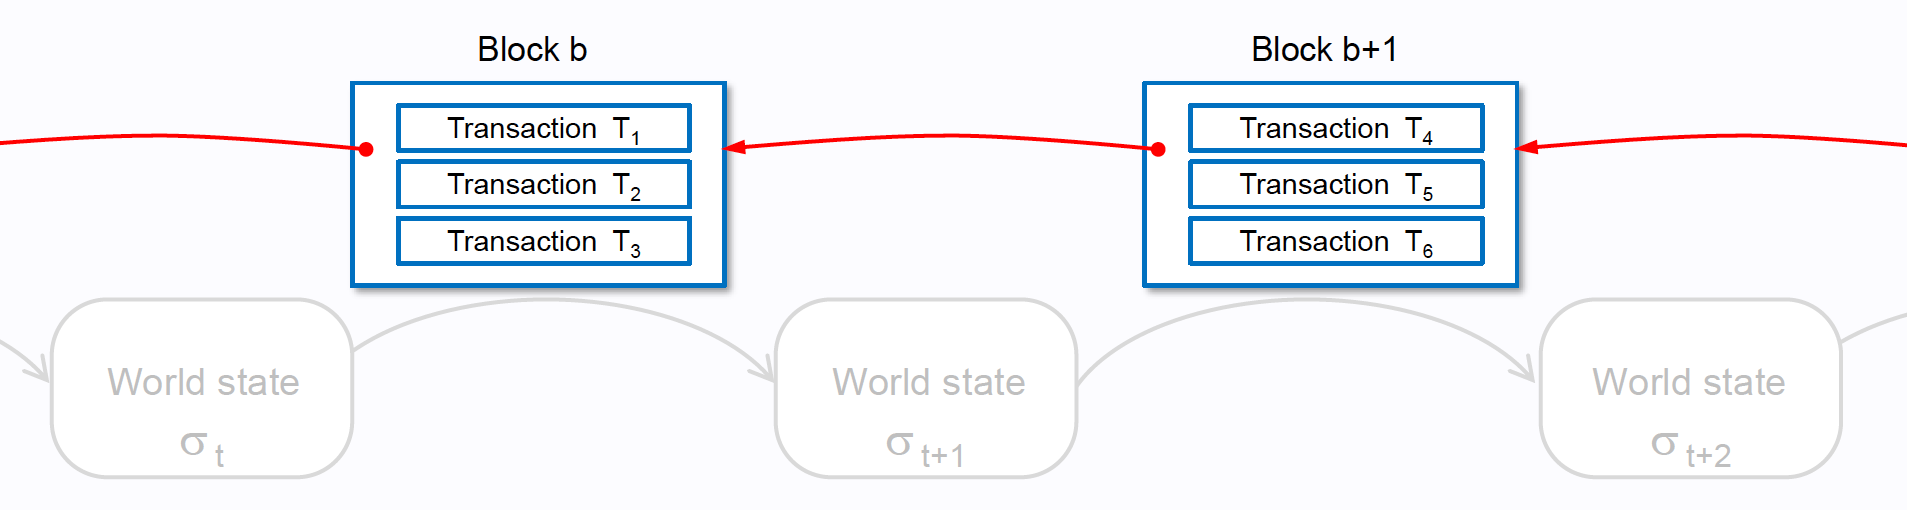 Block b
Transaction T1
Transaction T2
Transaction T3
Block b+1
Transaction T4
Transaction T5
Transaction T6
World state
σ t
World state
σ t+1
World state
σ t+2